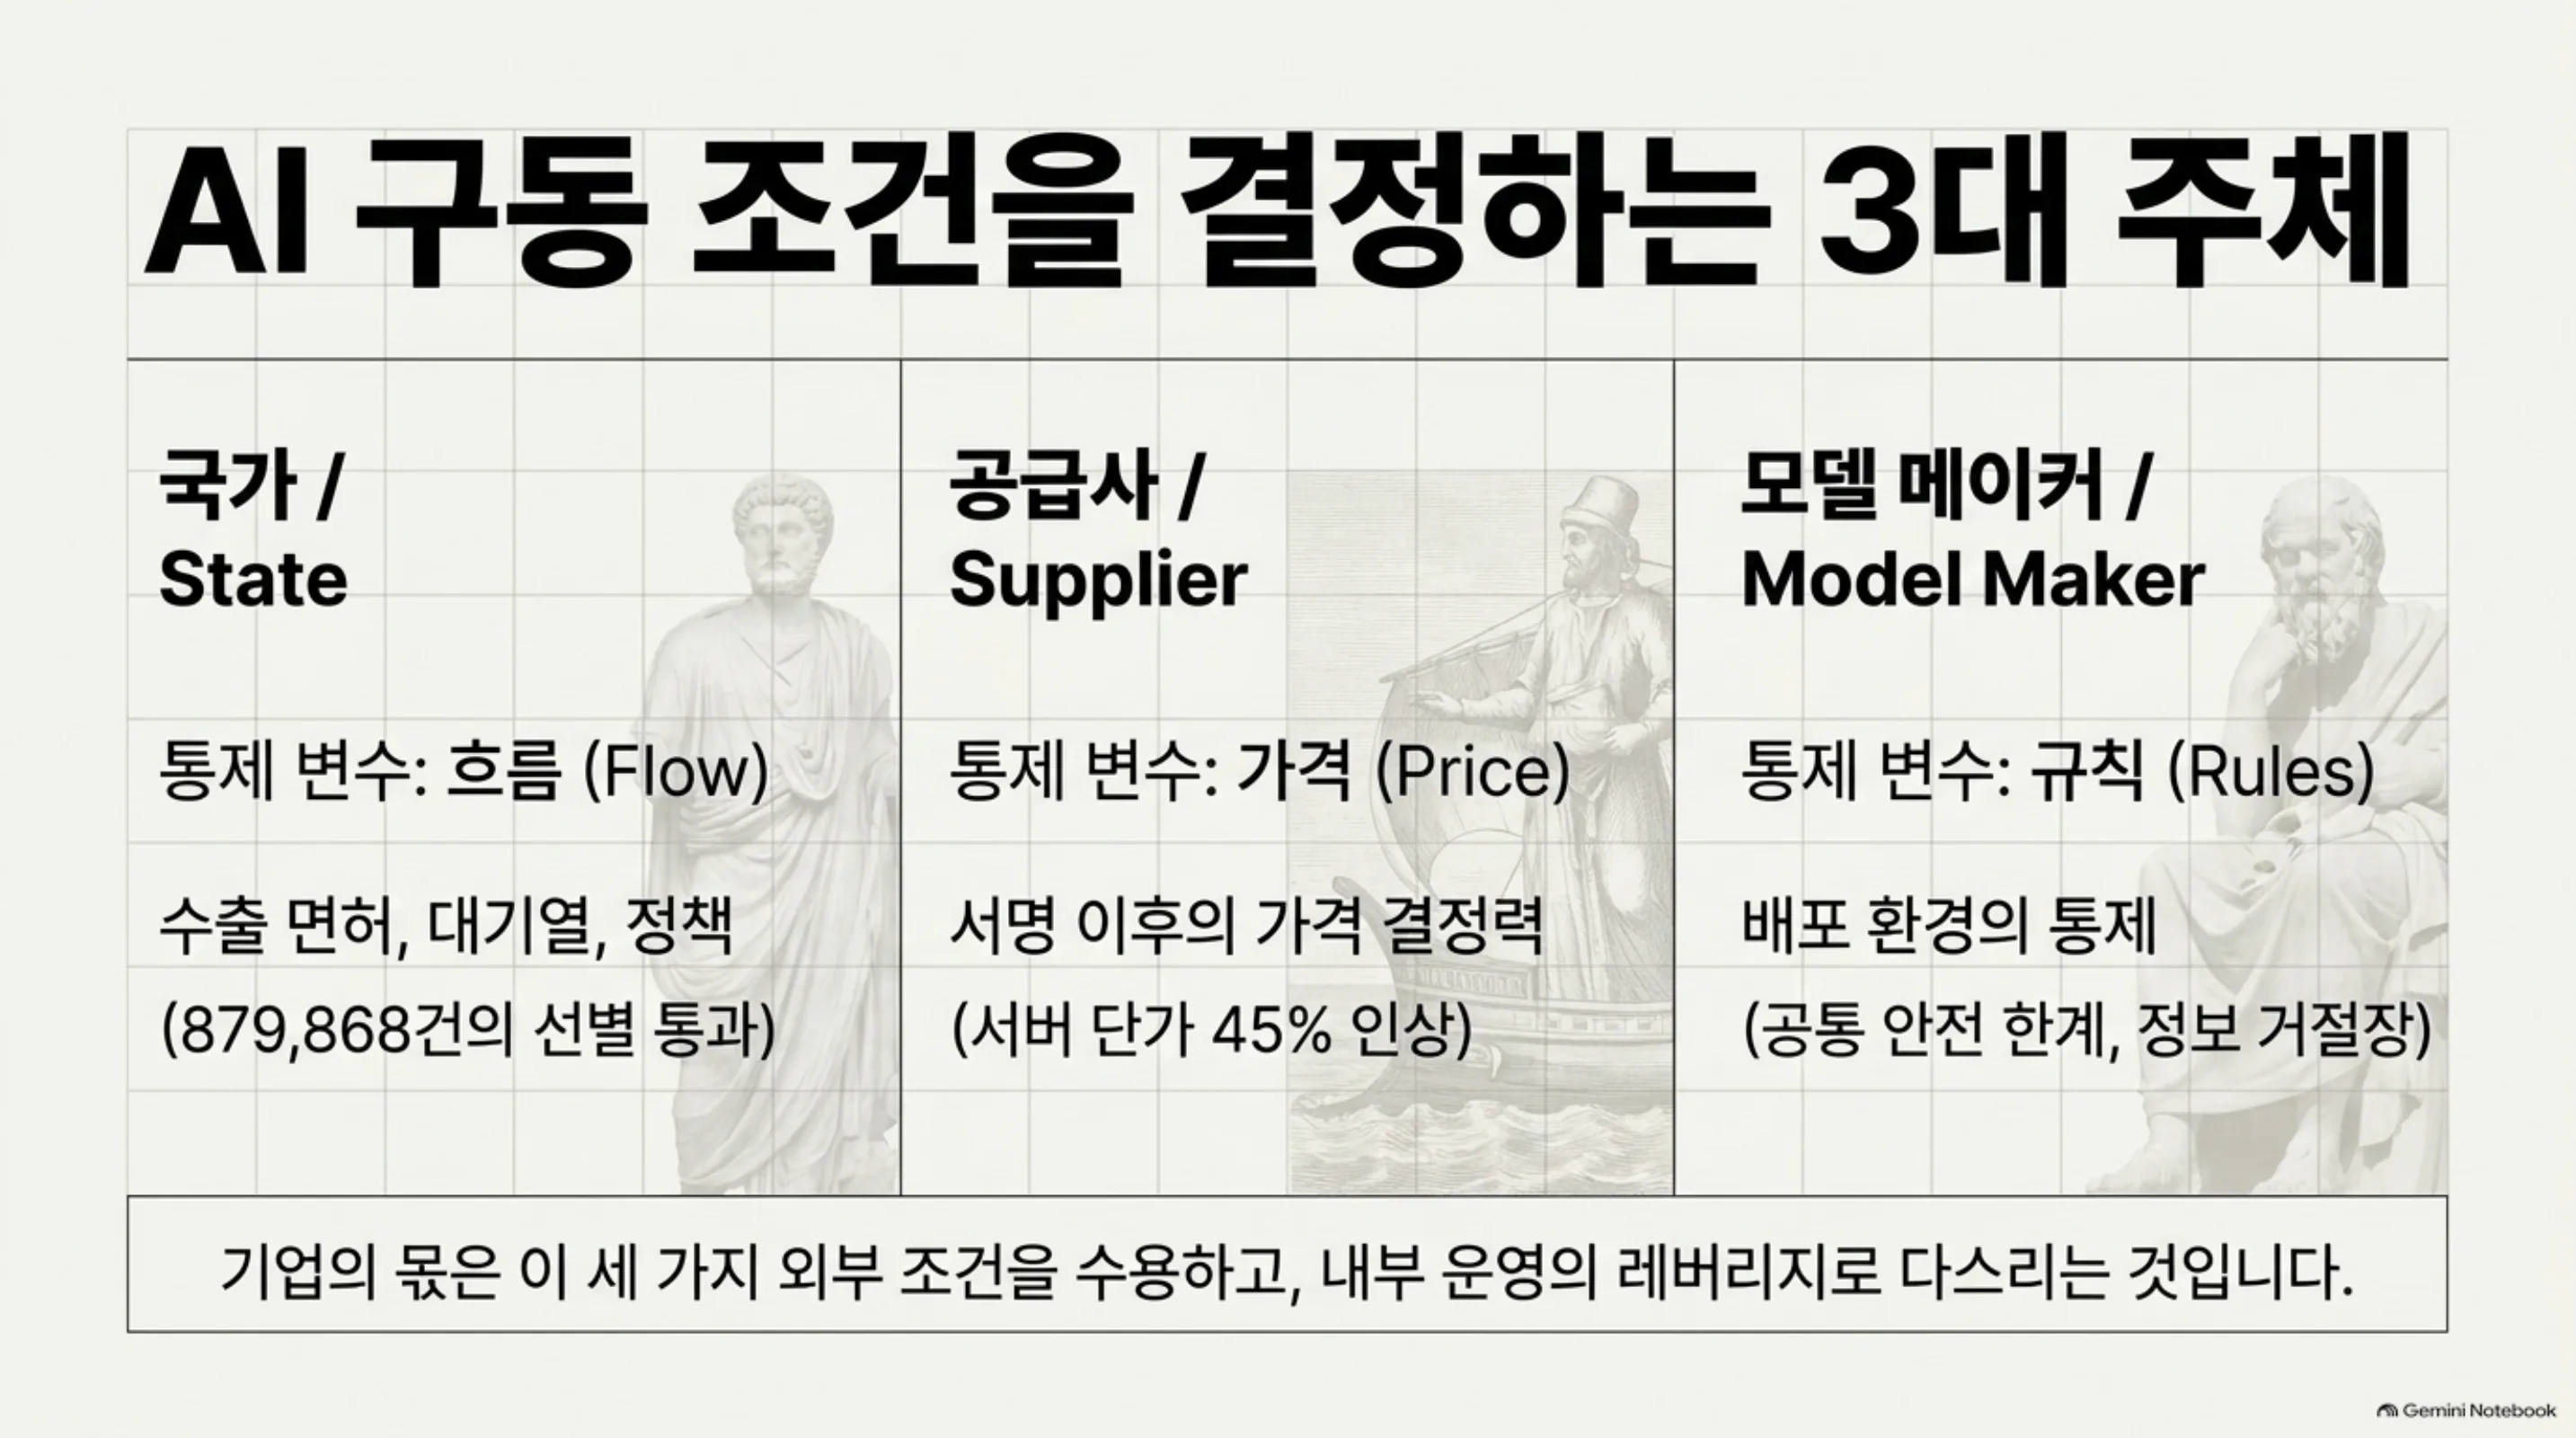 AI 구동 조건을 결정하는 3대 주체
국가 /
State
통제 변수: 흐름 (Flow)
수출 면허, 대기열, 정책
(879,868건의 선별 통과)
공급사 /
Supplier
통제 변수: 가격 (Price)
서명 이후의 가격 결정력
(서버 단가 45% 인상)
모델 메이커 /
Model Maker
통제 변수: 규칙 (Rules)
배포 환경의 통제
(공통 안전 한계, 정보 거절장)
기업의 몫은 이 세 가지 외부 조건을 수용하고, 내부 운영의 레버리지로 다스리는 것입니다.
Gemini Notebook